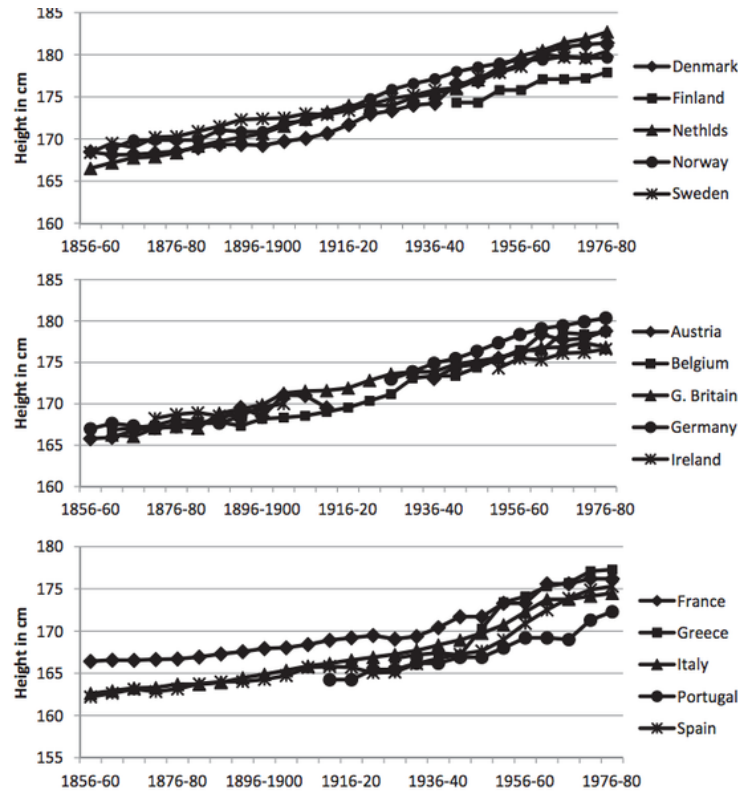 185
180
175
170
165
160
Height in cm
1856-60 1876-80 1896-1900 1916-20 1936-40 1956-60 1976-80
Denmark
Finland
Nethlds
Norway
Sweden
185
180
175
170
165
160
Height in cm
1856-60 1876-80 1896-1900 1916-20 1936-40 1956-60 1976-80
Austria
Belgium
G. Britain
Germany
Ireland
180
175
170
165
160
155
Height in cm
1856-60 1876-80 1896-1900 1916-20 1936-40 1956-60 1976-80
France
Greece
Italy
Portugal
Spain